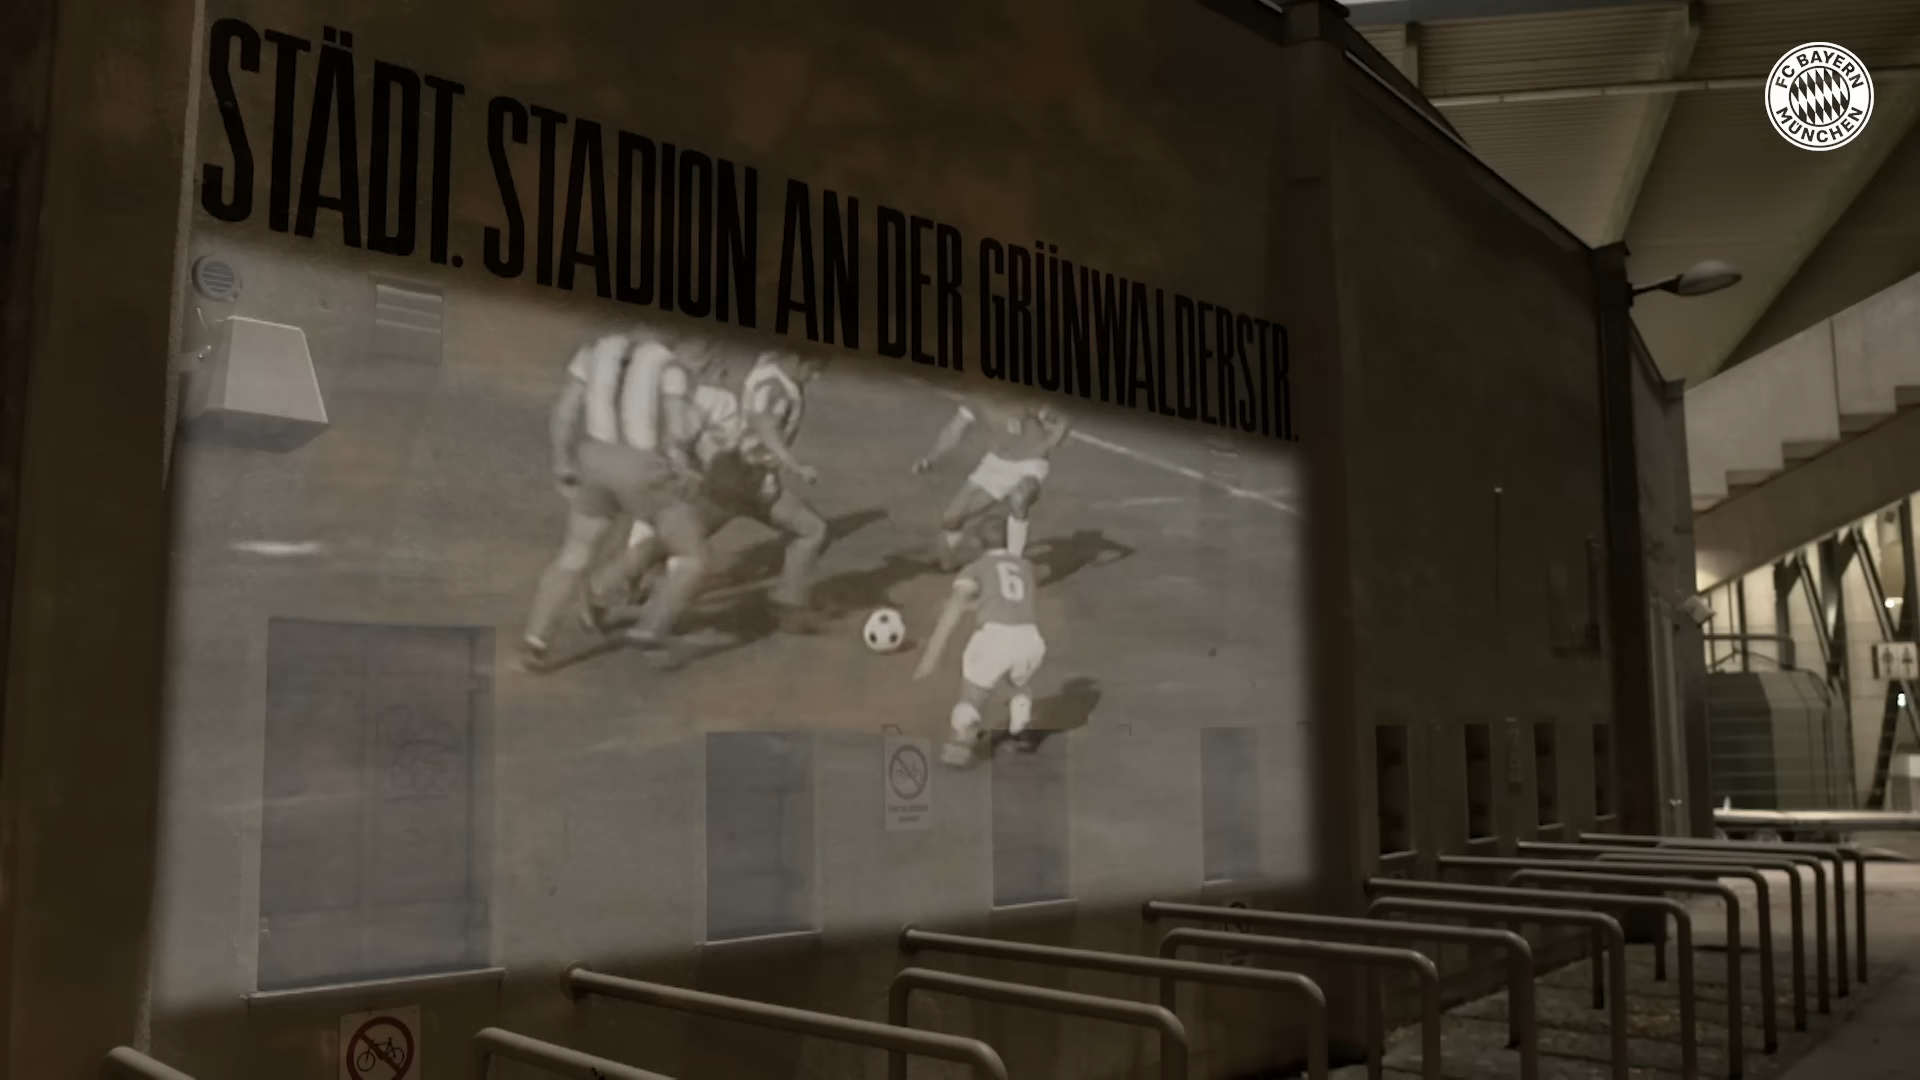 STÄDT. STADION AN DER GRÜNWALDERSTR.
FC BAYERN
MÜNCHEN
6